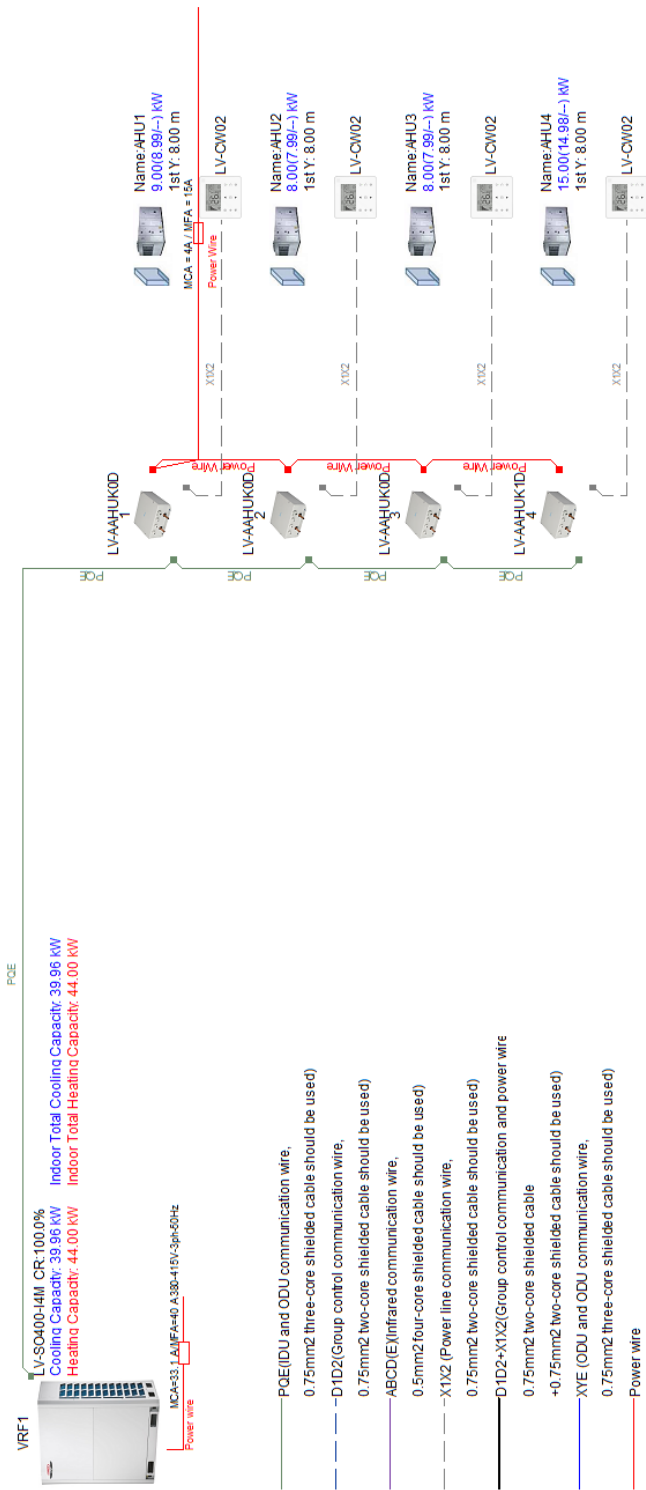 VRF1
LV-SO400-I4M CR:100.0%
Cooling Capacity: 39.96 kW Indoor Total Cooling Capacity: 39.96 kW
Heating Capacity: 44.00 kW Indoor Total Heating Capacity: 44.00 kW
MCA=33.1 A/MFA=40 A 380-415V-3ph-50Hz
Power wire
PQE
PQE
PQE
PQE
PQE
LV-AAHUK0D
1
Power Wire
X1X2
MCA = 4A / MFA = 15A
Power Wire
Name:AHU1
9.00(8.99/--) kW
1st Y: 8.00 m
LV-CW02
LV-AAHUK0D
2
Power Wire
X1X2
Name:AHU2
8.00(7.99/--) kW
1st Y: 8.00 m
LV-CW02
LV-AAHUK0D
3
Power Wire
X1X2
Name:AHU3
8.00(7.99/--) kW
1st Y: 8.00 m
LV-CW02
LV-AAHUK1D
4
X1X2
Name:AHU4
15.00(14.98/--) kW
1st Y: 8.00 m
LV-CW02
PQE(IDU and ODU communication wire,
0.75mm2 three-core shielded cable should be used)
D1D2(Group control communication wire,
0.75mm2 two-core shielded cable should be used)
ABCD(E)(Infrared communication wire,
0.5mm2 four-core shielded cable should be used)
X1X2 (Power line communication wire,
0.75mm2 two-core shielded cable should be used)
D1D2+X1X2(Group control communication and power wire
0.75mm2 two-core shielded cable
+0.75mm2 two-core shielded cable should be used)
XYE (ODU and ODU communication wire,
0.75mm2 three-core shielded cable should be used)
Power wire